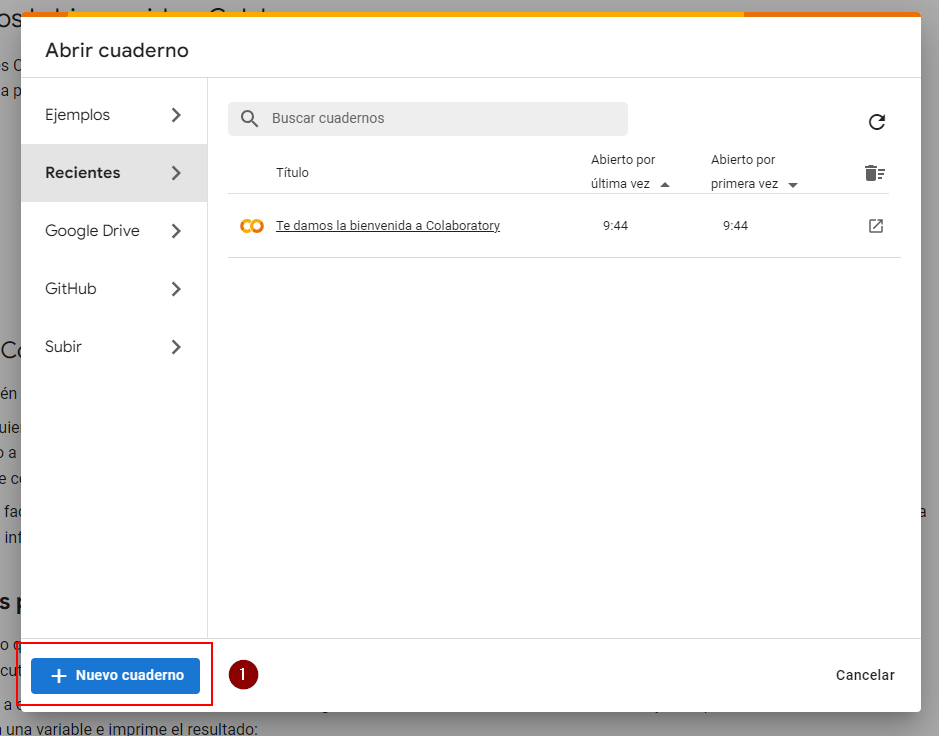 Abrir cuaderno
Ejemplos
Recientes
Google Drive
GitHub
Subir
Buscar cuadernos
Título
Abierto por
última vez
Abierto por
primera vez
Te damos la bienvenida a Colaboratory
9:44
9:44
+ Nuevo cuaderno
1
Cancelar
una variable e imprime el resultado: